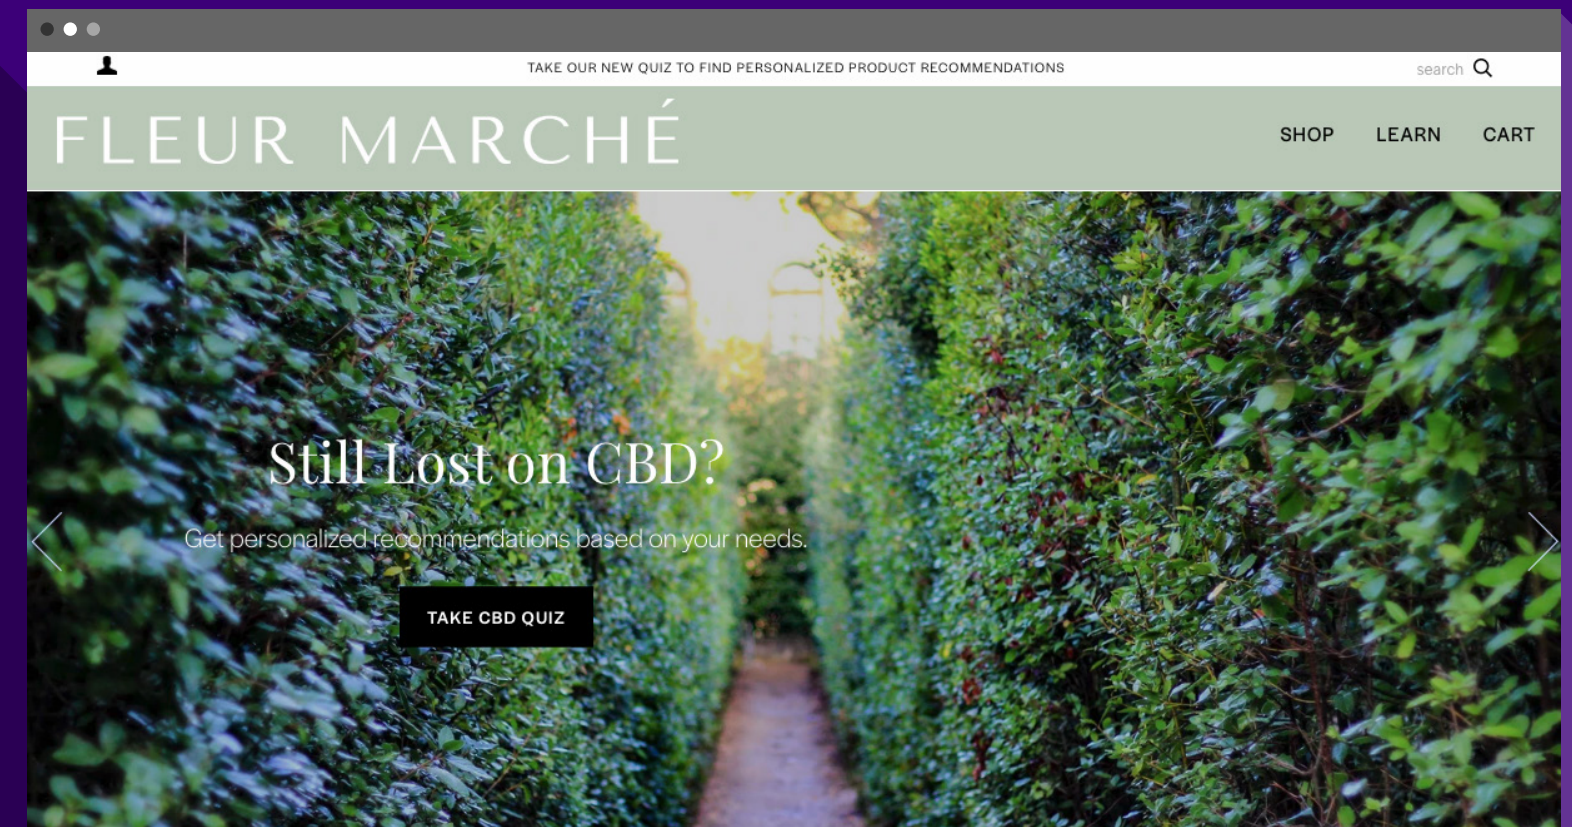 TAKE OUR NEW QUIZ TO FIND PERSONALIZED PRODUCT RECOMMENDATIONS
search
FLEUR MARCHÉ
SHOP
LEARN
CART
Still Lost on CBD?
Get personalized recommendations based on your needs.
TAKE CBD QUIZ